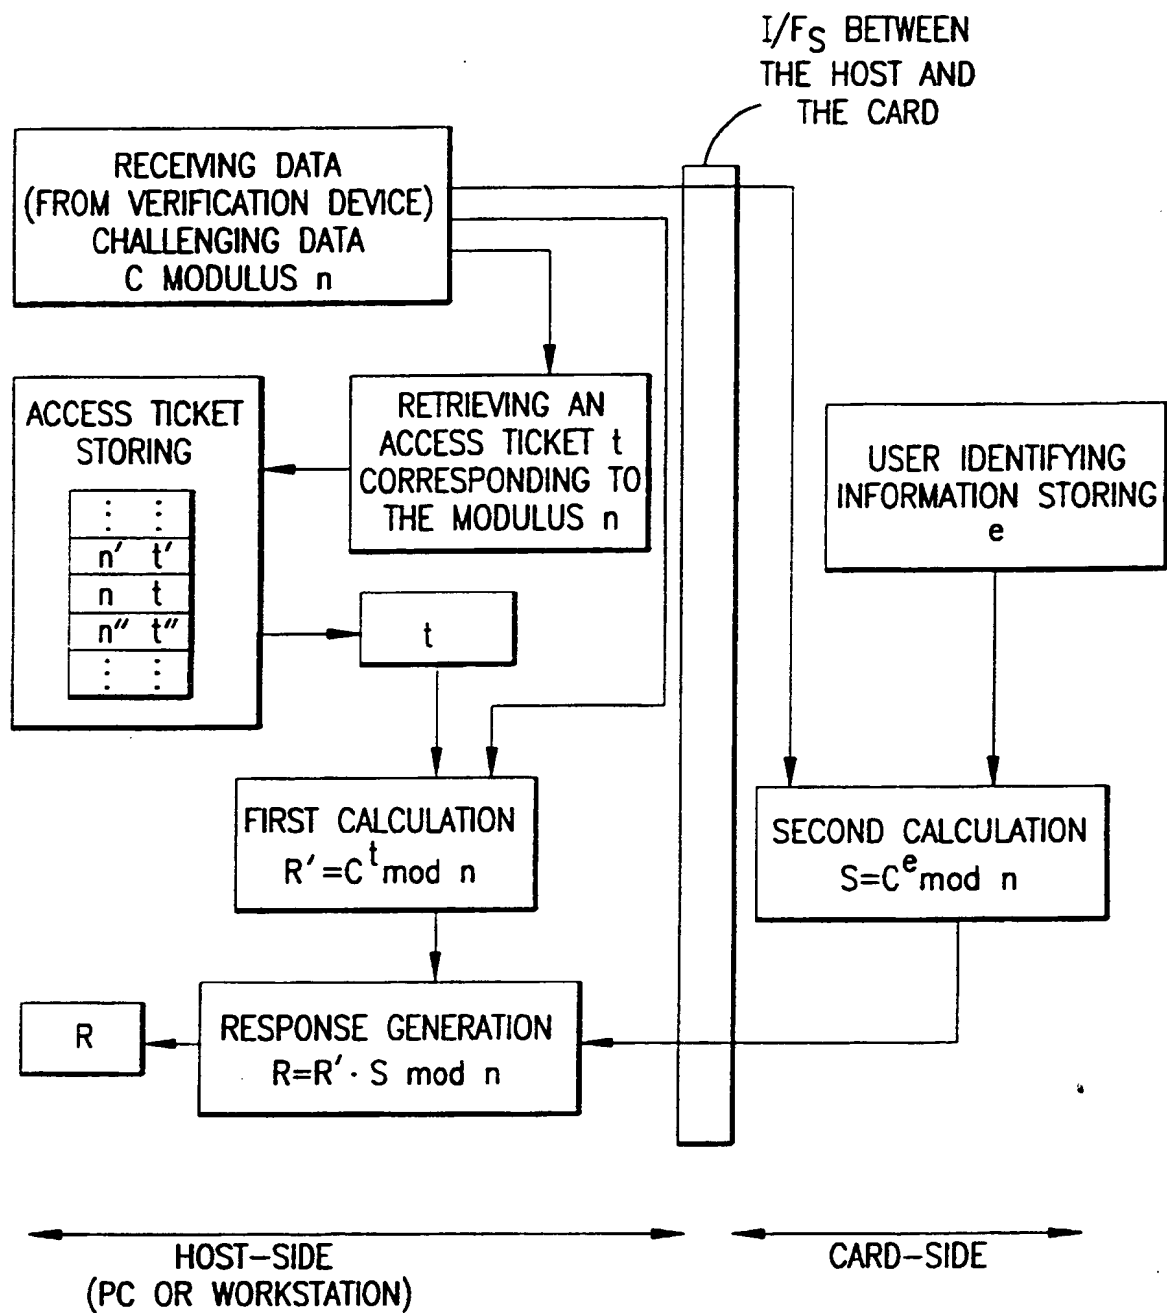 I/FS BETWEEN
THE HOST AND
THE CARD
RECEIVING DATA
(FROM VERIFICATION DEVICE)
CHALLENGING DATA
C MODULUS n
ACCESS TICKET
STORING
⋮ ⋮
n′ t′
n t
n″ t″
⋮ ⋮
RETRIEVING AN
ACCESS TICKET t
CORRESPONDING TO
THE MODULUS n
USER IDENTIFYING
INFORMATION STORING
e
t
FIRST CALCULATION
R′=C^t mod n
SECOND CALCULATION
S=C^e mod n
RESPONSE GENERATION
R=R′· S mod n
R
HOST–SIDE
(PC OR WORKSTATION)
CARD–SIDE